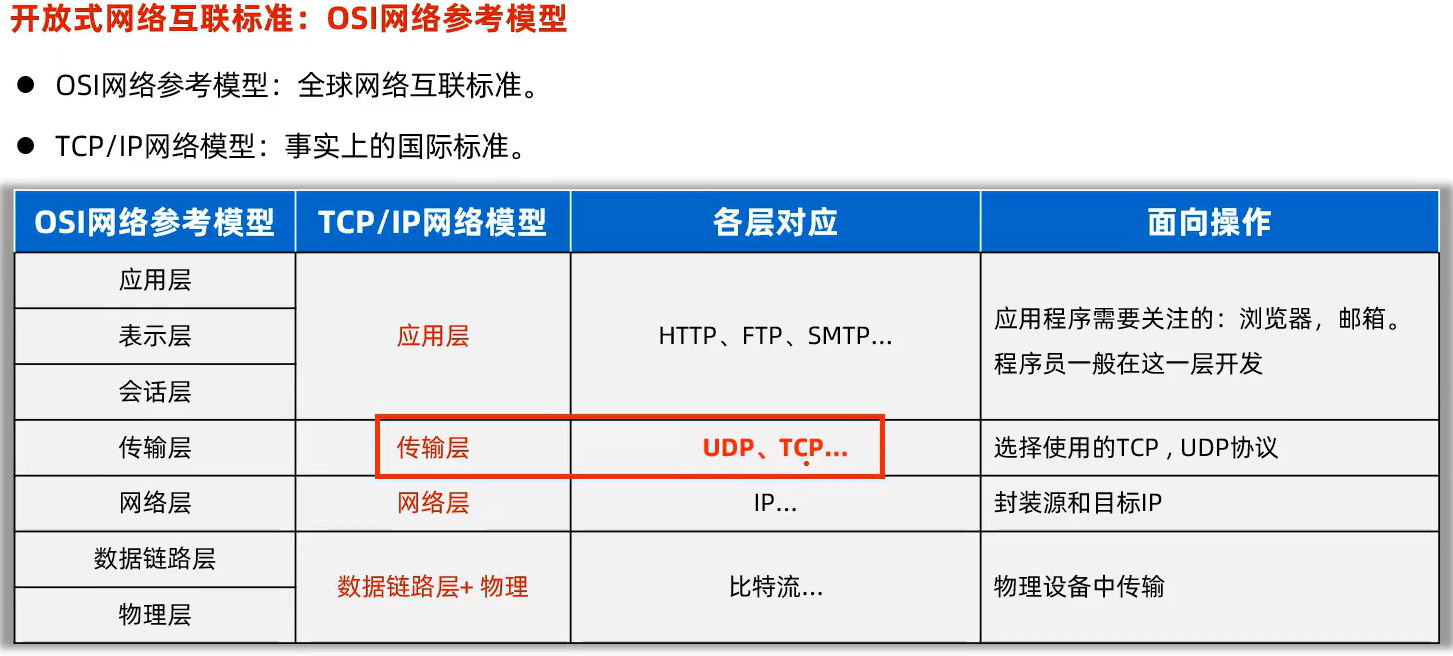 开放式网络互联标准：OSI网络参考模型
● OSI网络参考模型：全球网络互联标准。
● TCP/IP网络模型：事实上的国际标准。
OSI网络参考模型 TCP/IP网络模型 各层对应 面向操作
应用层
表示层
会话层
应用层
HTTP、FTP、SMTP...
应用程序需要关注的：浏览器，邮箱。
程序员一般在这一层开发
传输层 传输层 UDP、TCP... 选择使用的TCP , UDP协议
网络层 网络层 IP... 封装源和目标IP
数据链路层
物理层
数据链路层+ 物理
比特流...
物理设备中传输